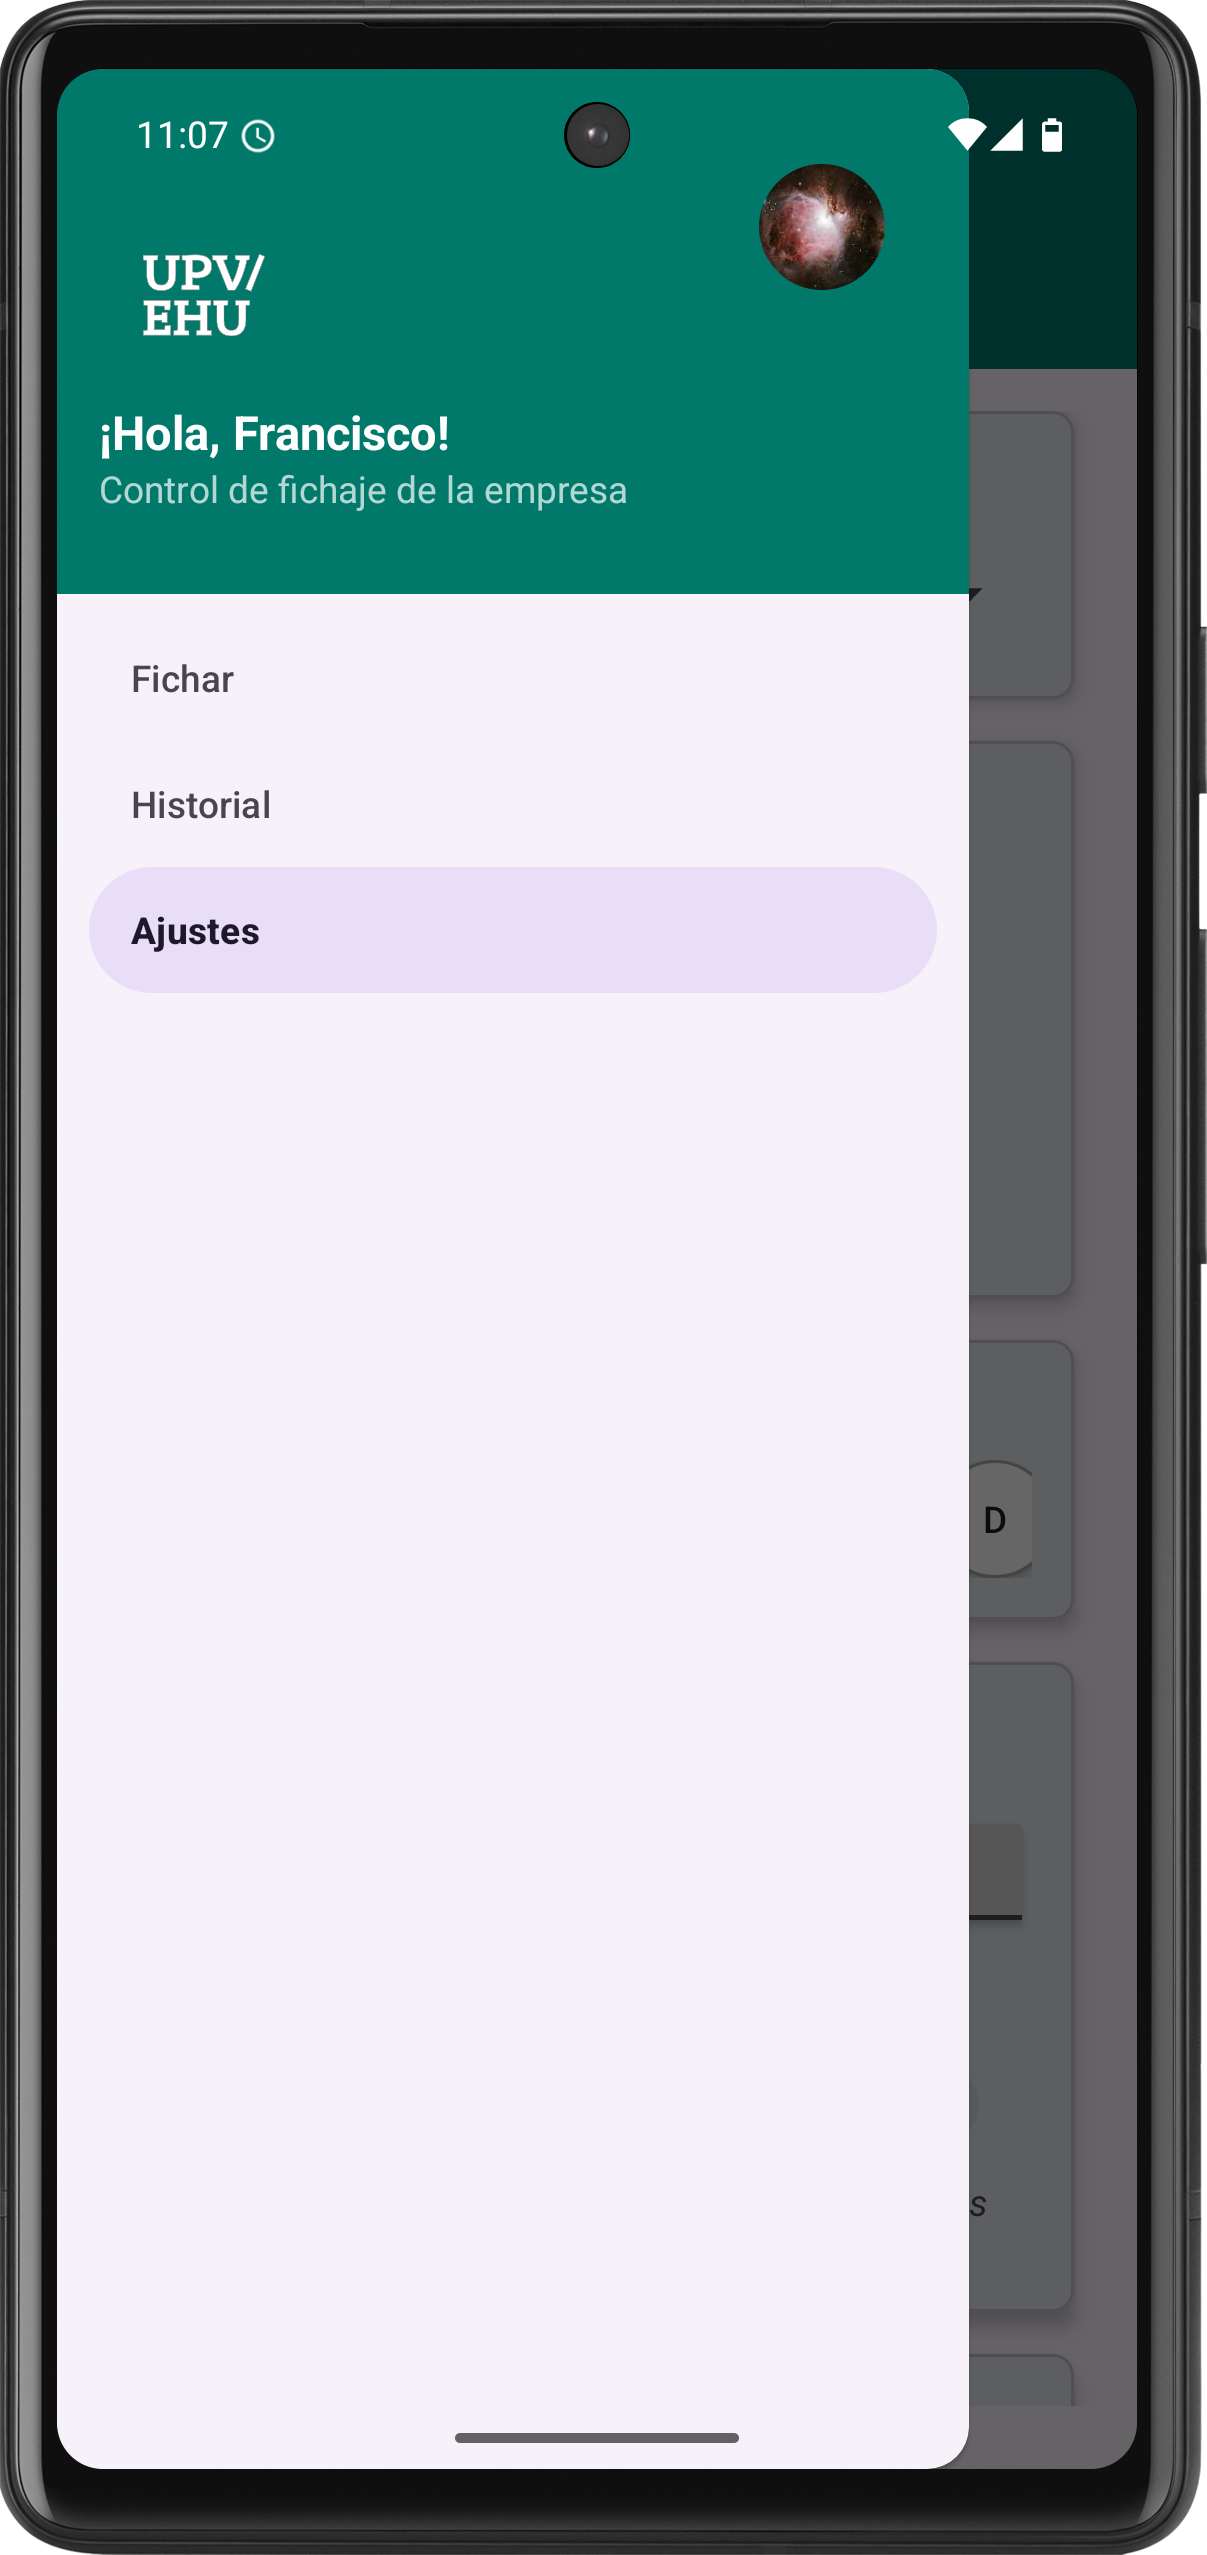 11:07
UPV/
EHU
¡Hola, Francisco!
Control de fichaje de la empresa
Fichar
Historial
Ajustes
D
s